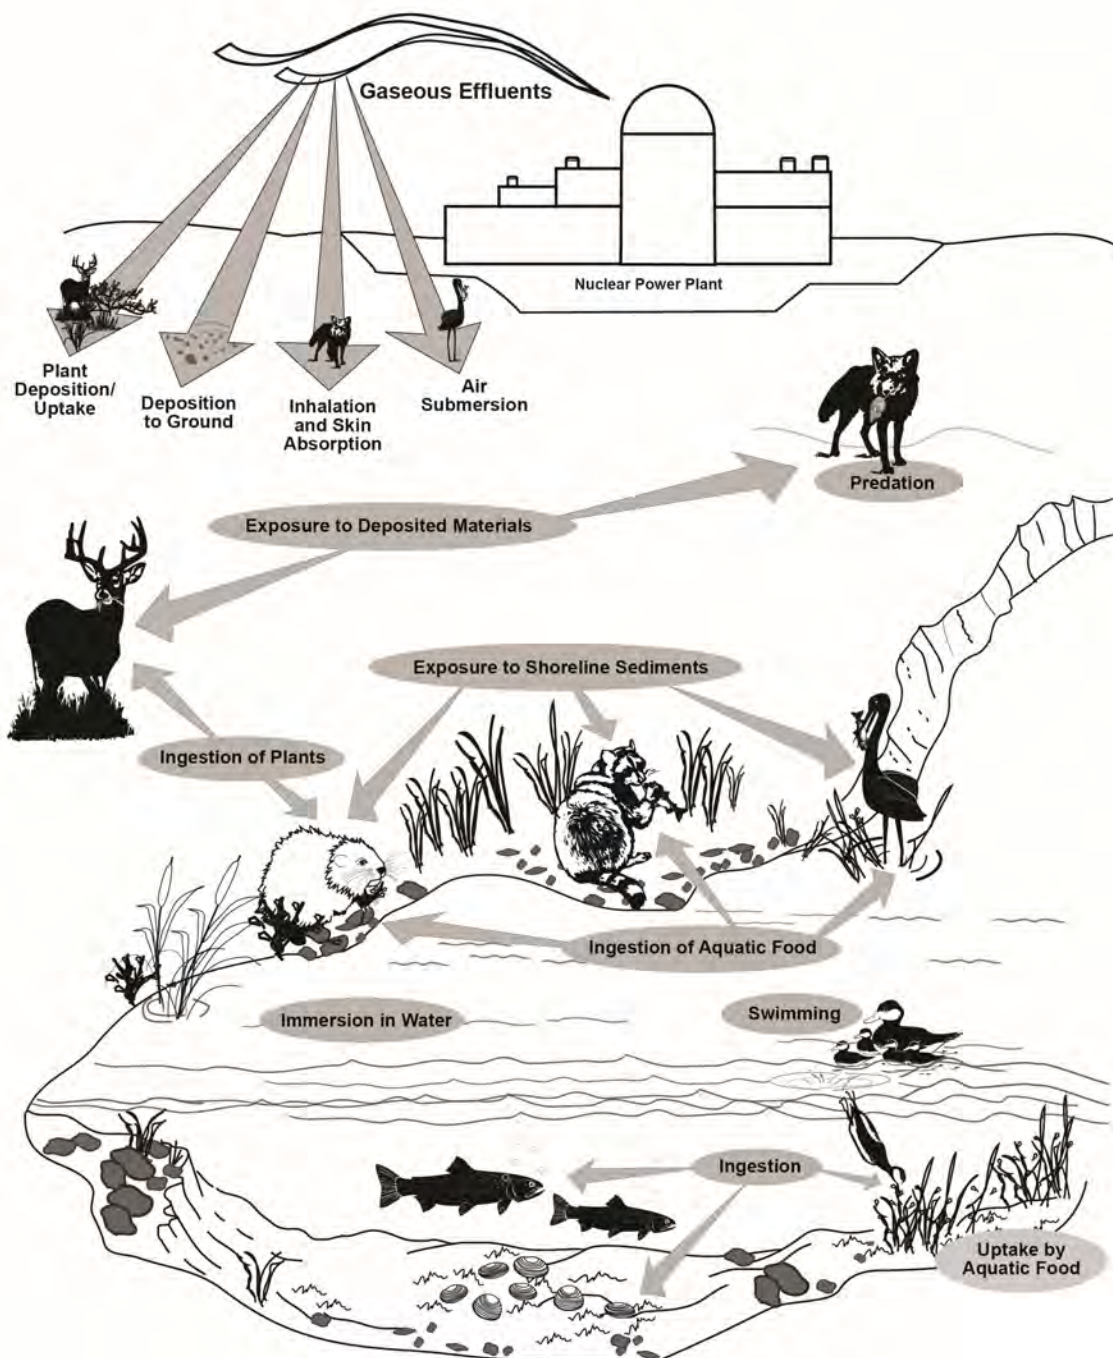 Gaseous Effluents
Nuclear Power Plant
Plant
Deposition/
Uptake
Deposition
to Ground
Inhalation
and Skin
Absorption
Air
Submersion
Predation
Exposure to Deposited Materials
Exposure to Shoreline Sediments
Ingestion of Plants
Ingestion of Aquatic Food
Immersion in Water
Swimming
Ingestion
Uptake by
Aquatic Food